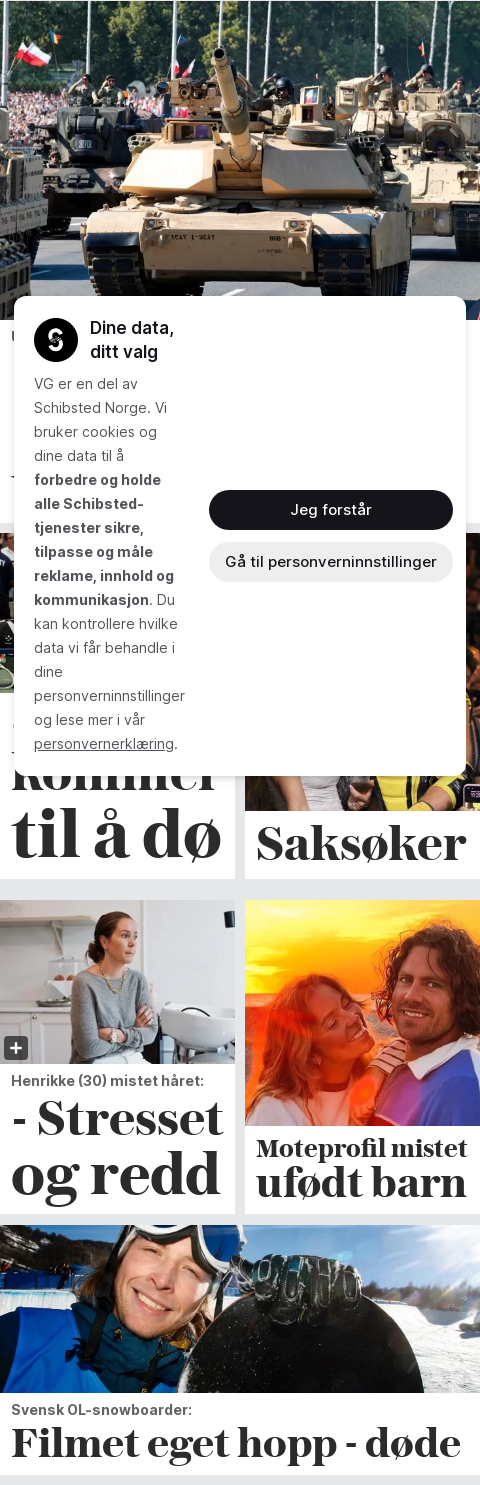 Dine data,
ditt valg
VG er en del av
Schibsted Norge. Vi
bruker cookies og
dine data til å
forbedre og holde
alle Schibsted-
tjenester sikre,
tilpasse og måle
reklame, innhold og
kommunikasjon. Du
kan kontrollere hvilke
data vi får behandle i
dine
personverninnstillinger
og lese mer i vår
personvernerklæring.
Jeg forstår
Gå til personverninnstillinger
kommer
til å dø
Saksøker
Henrikke (30) mistet håret:
- Stresset
og redd
Moteprofil mistet
ufødt barn
Svensk OL-snowboarder:
Filmet eget hopp - døde